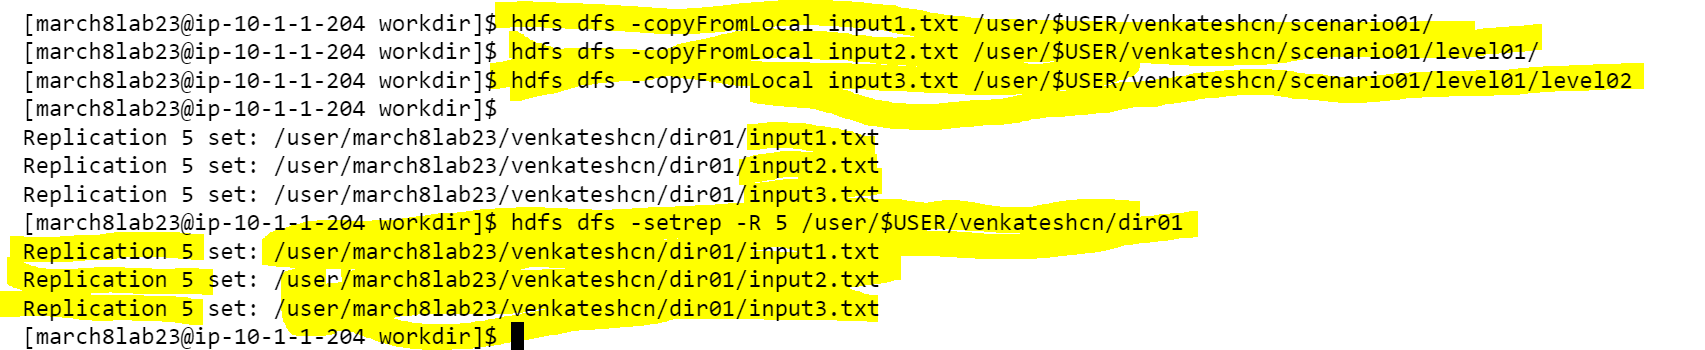 [march8lab23@ip-10-1-1-204 workdir]$ hdfs dfs -copyFromLocal input1.txt /user/$USER/venkateshcn/scenario01/
[march8lab23@ip-10-1-1-204 workdir]$ hdfs dfs -copyFromLocal input2.txt /user/$USER/venkateshcn/scenario01/level01/
[march8lab23@ip-10-1-1-204 workdir]$ hdfs dfs -copyFromLocal input3.txt /user/$USER/venkateshcn/scenario01/level01/level02
[march8lab23@ip-10-1-1-204 workdir]$
Replication 5 set: /user/march8lab23/venkateshcn/dir01/input1.txt
Replication 5 set: /user/march8lab23/venkateshcn/dir01/input2.txt
Replication 5 set: /user/march8lab23/venkateshcn/dir01/input3.txt
[march8lab23@ip-10-1-1-204 workdir]$ hdfs dfs -setrep -R 5 /user/$USER/venkateshcn/dir01
Replication 5 set: /user/march8lab23/venkateshcn/dir01/input1.txt
Replication 5 set: /user/march8lab23/venkateshcn/dir01/input2.txt
Replication 5 set: /user/march8lab23/venkateshcn/dir01/input3.txt
[march8lab23@ip-10-1-1-204 workdir]$